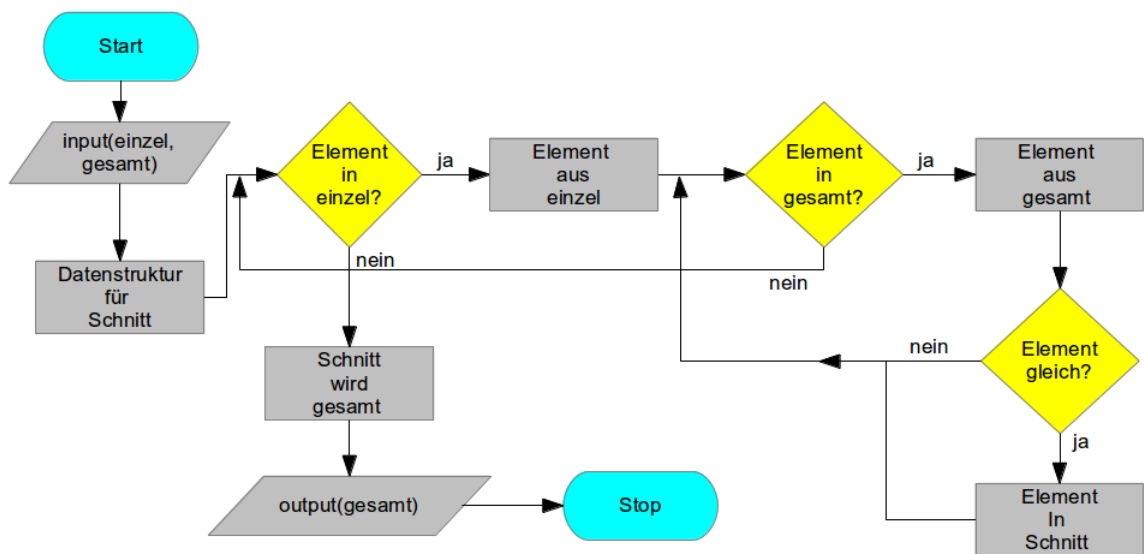 Start
input(einzel,
gesamt)
Datenstruktur
für
Schnitt
Element
in
einzel?
ja
nein
Element
aus
einzel
Element
in
gesamt?
ja
nein
Element
aus
gesamt
Element
gleich?
nein
ja
Element
In
Schnitt
Schnitt
wird
gesamt
output(gesamt)
Stop